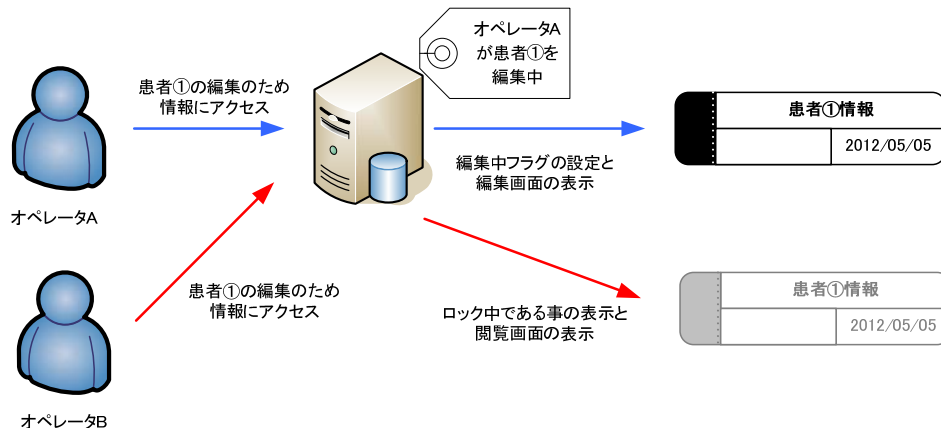 オペレータA
が患者①を
編集中
患者①の編集のため
情報にアクセス
オペレータA
編集中フラグの設定と
編集画面の表示
患者①情報
2012/05/05
患者①の編集のため
情報にアクセス
オペレータB
ロック中である事の表示と
閲覧画面の表示
患者①情報
2012/05/05